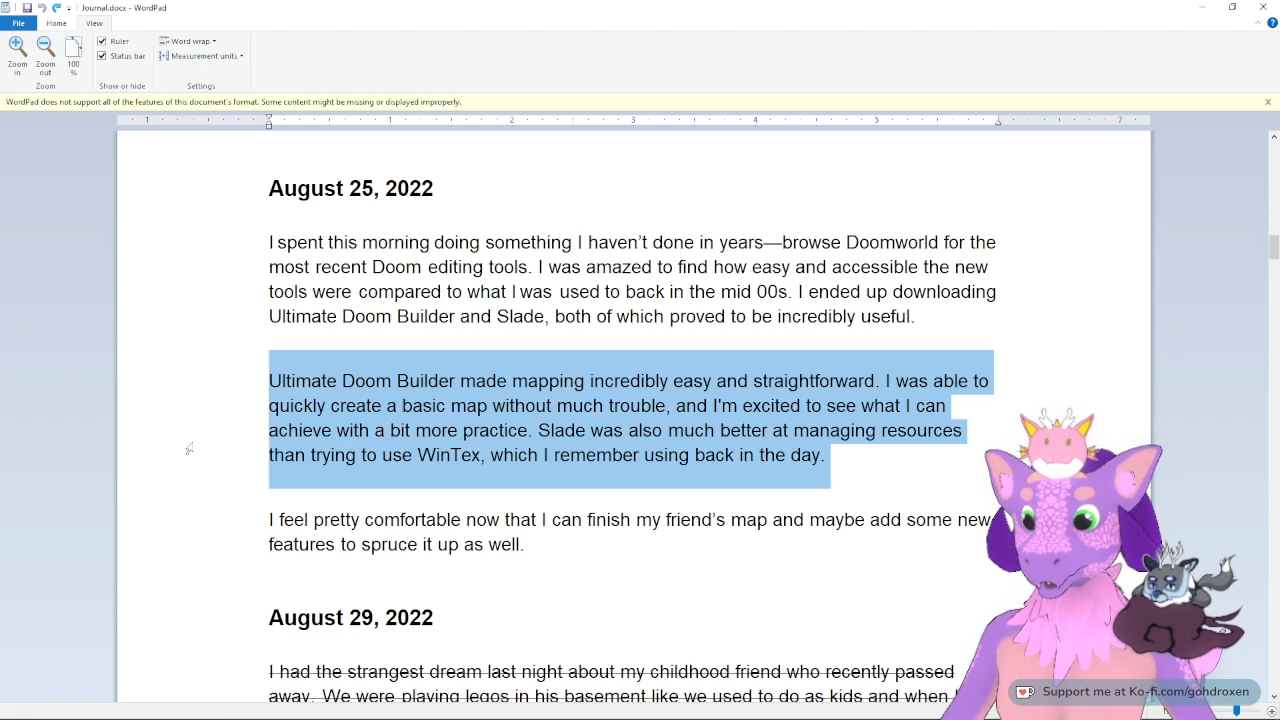 Journal.docx - WordPad
File Home View
Zoom in
Zoom out
100 %
Ruler
Status bar
Word wrap
Measurement units
Zoom
Show or hide
Settings
WordPad does not support all of the features of this document's format. Some content might be missing or displayed improperly.
1 1 2 3 4 5 7
August 25, 2022
I spent this morning doing something I haven’t done in years—browse Doomworld for the
most recent Doom editing tools. I was amazed to find how easy and accessible the new
tools were compared to what I was used to back in the mid 00s. I ended up downloading
Ultimate Doom Builder and Slade, both of which proved to be incredibly useful.
Ultimate Doom Builder made mapping incredibly easy and straightforward. I was able to
quickly create a basic map without much trouble, and I'm excited to see what I can
achieve with a bit more practice. Slade was also much better at managing resources
than trying to use WinTex, which I remember using back in the day.
I feel pretty comfortable now that I can finish my friend’s map and maybe add some new
features to spruce it up as well.
August 29, 2022
I had the strangest dream last night about my childhood friend who recently passed
away. We were playing legos in his basement like we used to do as kids and when I
Support me at Ko-fi.com/gohdroxen